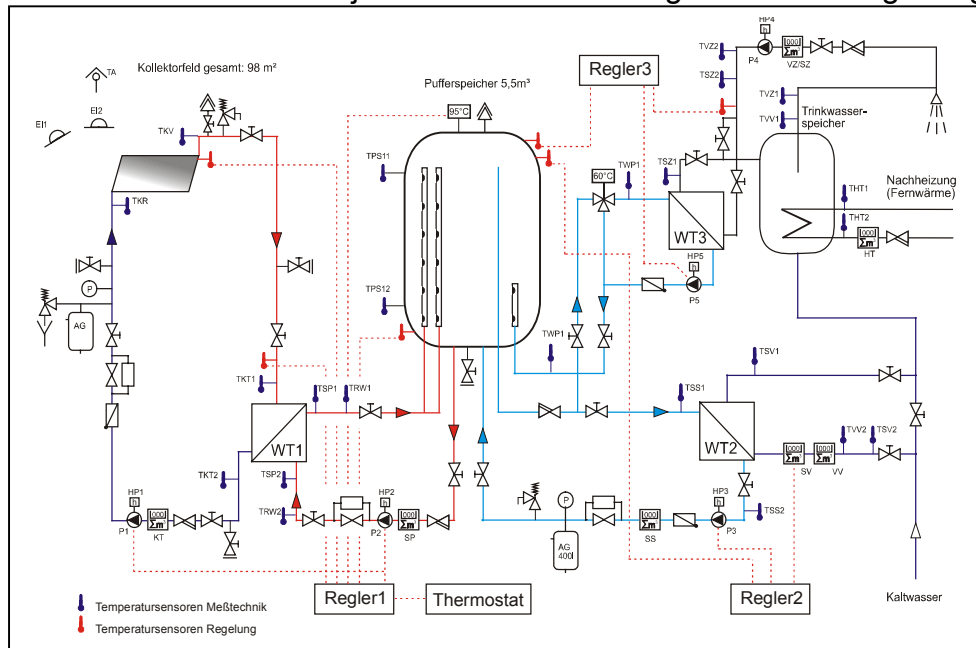 HP4
h
TVZ2
P4
VZ/SZ
Kollektorfeld gesamt: 98 m²
TA
Pufferspeicher 5,5m³
Regler3
TSZ2
EI2
EI1
TVZ1
TVV1
Trinkwasser-
speicher
95°C
TKV
TPS11
TWP1
TSZ1
60°C
TKR
THT1
Nachheizung
(Fernwärme)
THT2
HT
WT3
HP5
h
P5
P
TPS12
AG
TWP1
TSV1
TKT1
TSP1
TRW1
TSS1
WT1
WT2
TVV2
TSV2
SV
VV
TKT2
TSP2
TRW2
HP1
h
P1
KT
HP2
h
P2
SP
P
AG
400l
SS
HP3
h
P3
TSS2
Regler1
Thermostat
Regler2
Kaltwasser
Temperatursensoren Meßtechnik
Temperatursensoren Regelung